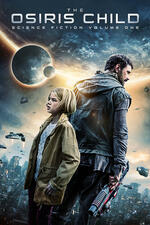 THE
OSIRIS CHILD
SCIENCE FICTION VOLUME ONE